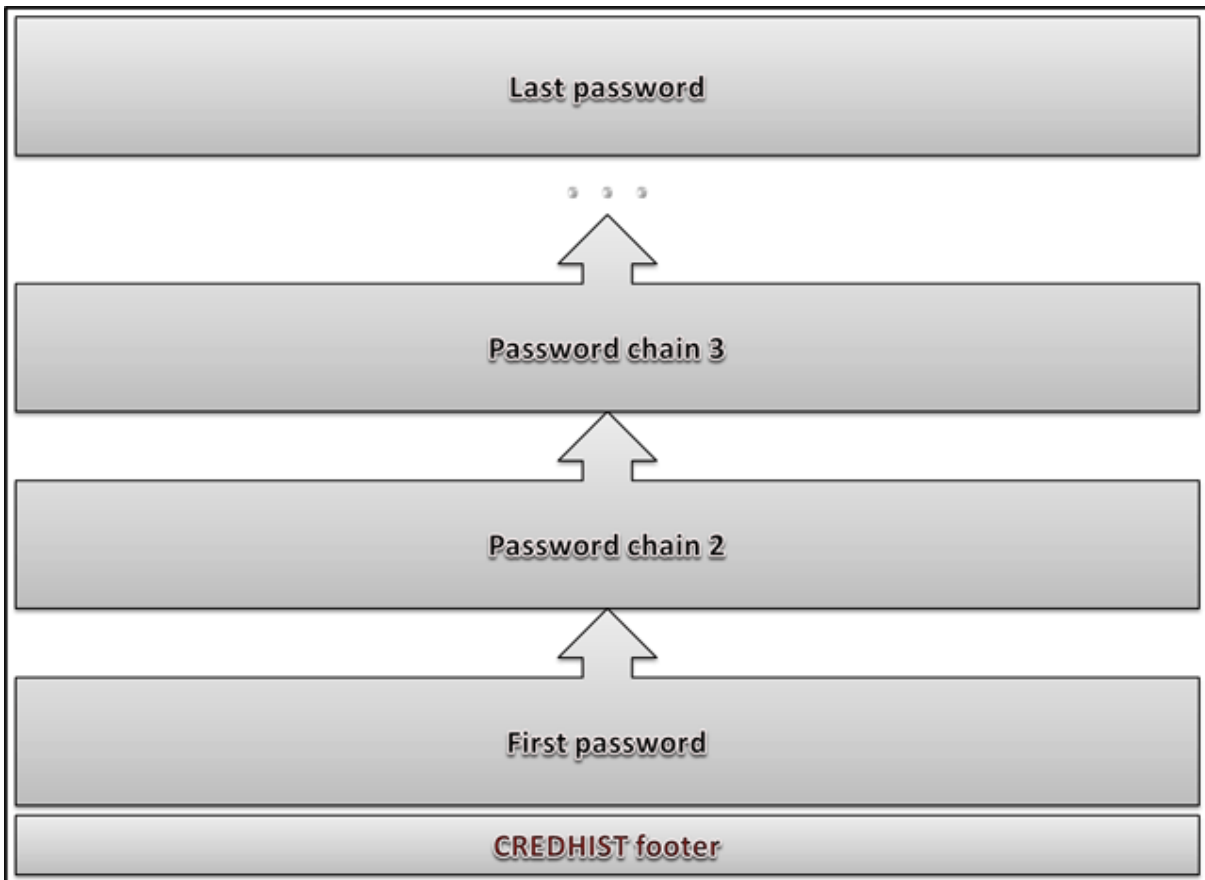 Last password
. . .
Password chain 3
Password chain 2
First password
CREDHIST footer